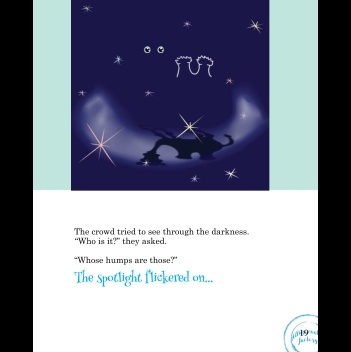 The crowd tried to see through the darkness.
"Who is it?" they asked.
"Whose humps are those?"
The spotlight flickered on...
19